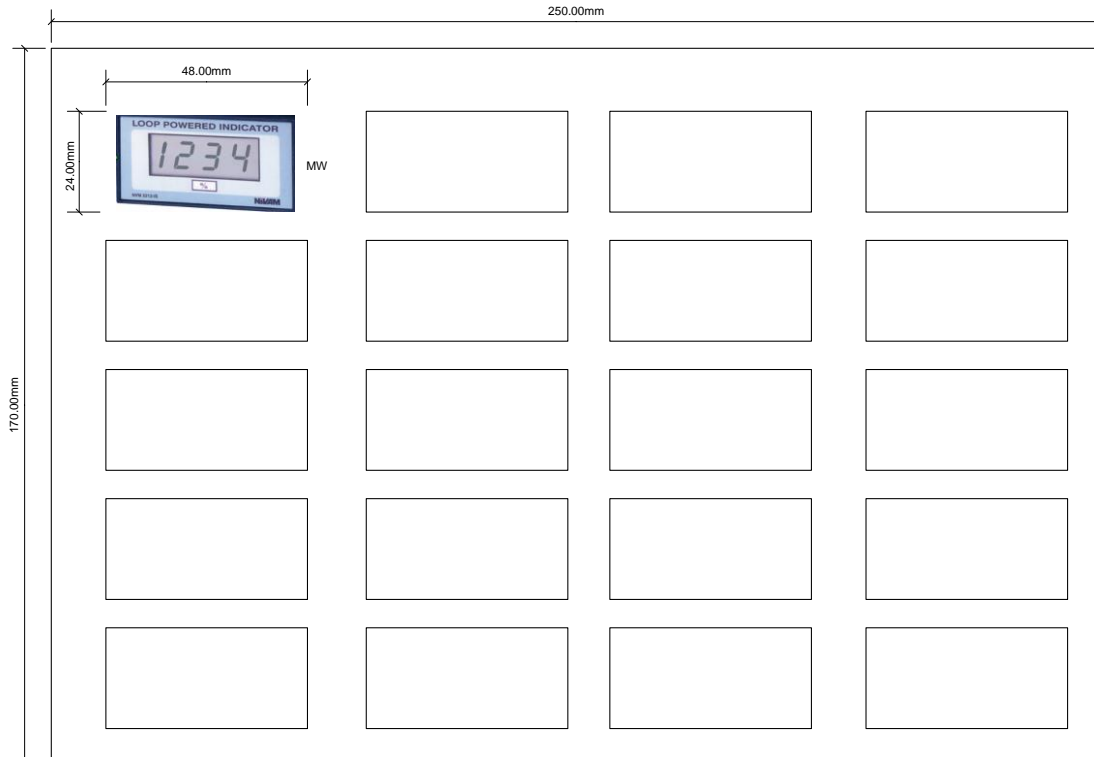 250.00mm
48.00mm
24.00mm
LOOP POWERED INDICATOR
1234
%
MW
170.00mm